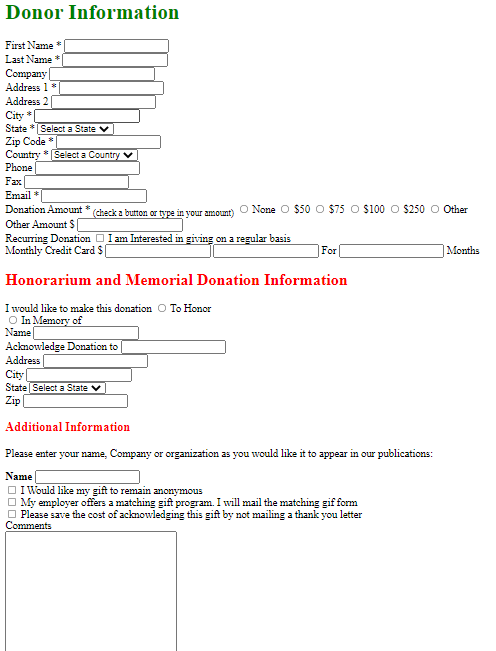 Donor Information
First Name *
Last Name *
Company
Address 1 *
Address 2
City *
State * Select a State
Zip Code *
Country * Select a Country
Phone
Fax
Email *
Donation Amount * (check a button or type in your amount) None $50 $75 $100 $250 Other
Other Amount $
Recurring Donation I am Interested in giving on a regular basis
Monthly Credit Card $ For Months
Honorarium and Memorial Donation Information
I would like to make this donation To Honor
In Memory of
Name
Acknowledge Donation to
Address
City
State Select a State
Zip
Additional Information
Please enter your name, Company or organization as you would like it to appear in our publications:
Name
I Would like my gift to remain anonymous
My employer offers a matching gift program. I will mail the matching gif form
Please save the cost of acknowledging this gift by not mailing a thank you letter
Comments